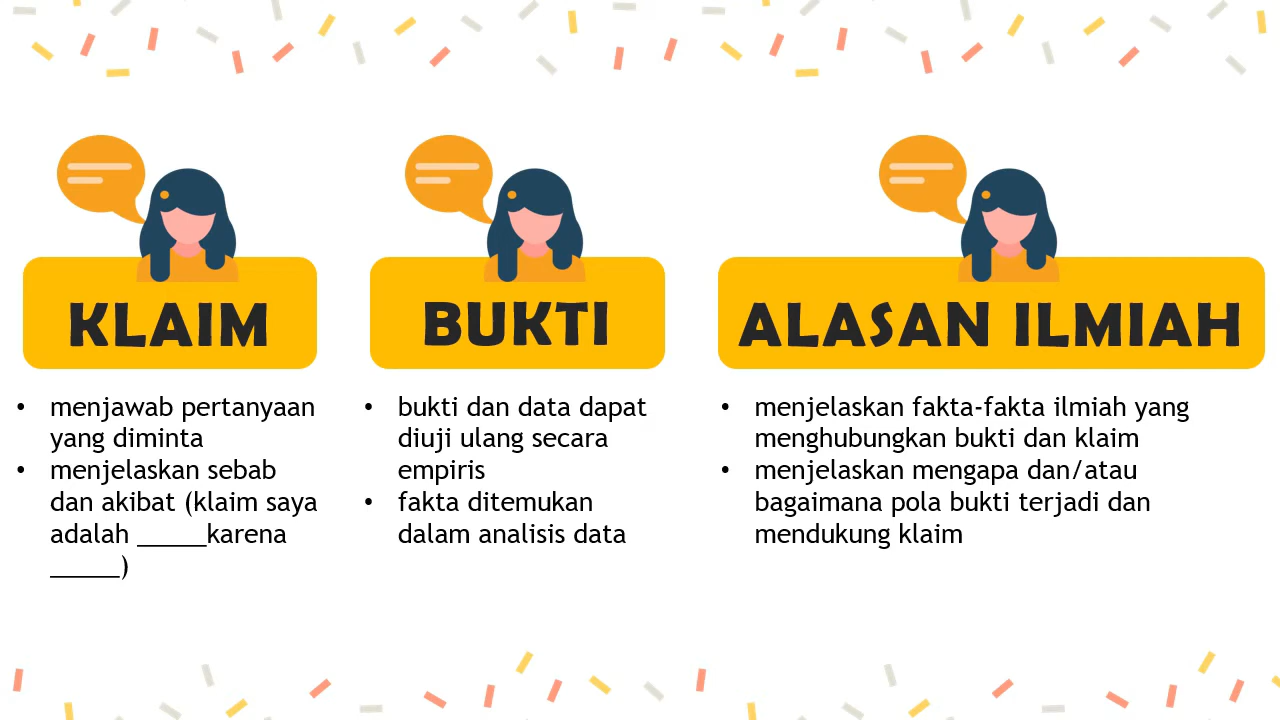 KLAIM
• menjawab pertanyaan
yang diminta
• menjelaskan sebab
dan akibat (klaim saya
adalah _____karena
_____)
BUKTI
• bukti dan data dapat
diuji ulang secara
empiris
• fakta ditemukan
dalam analisis data
ALASAN ILMIAH
• menjelaskan fakta-fakta ilmiah yang
menghubungkan bukti dan klaim
• menjelaskan mengapa dan/atau
bagaimana pola bukti terjadi dan
mendukung klaim